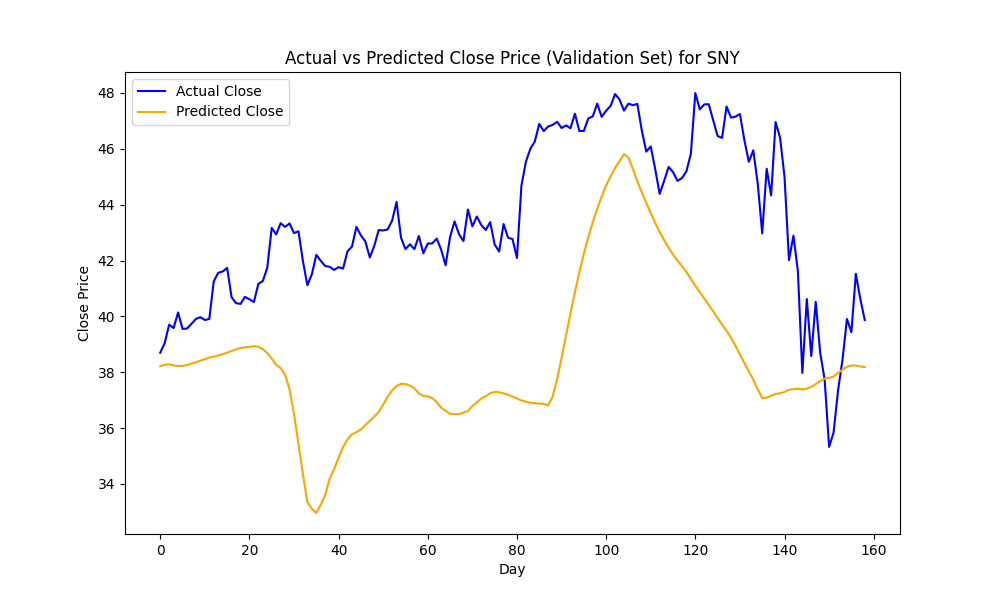 Actual vs Predicted Close Price (Validation Set) for SNY
Actual Close
Predicted Close
Close Price
48
46
44
42
40
38
36
34
0 20 40 60 80 100 120 140 160
Day